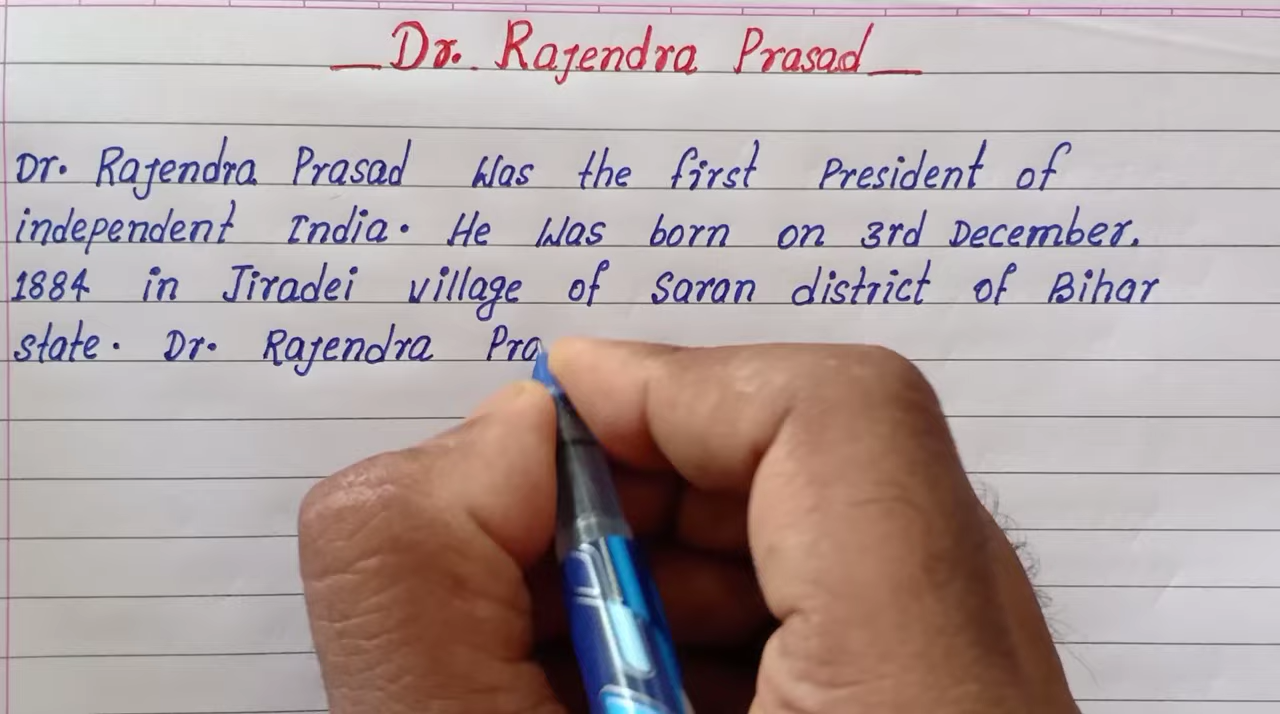 Dr. Rajendra Prasad
Dr. Rajendra Prasad Was the first President of
independent India. He Was born on 3rd December,
1884 in Jiradei village of Saran district of Bihar
state. Dr. Rajendra Pra